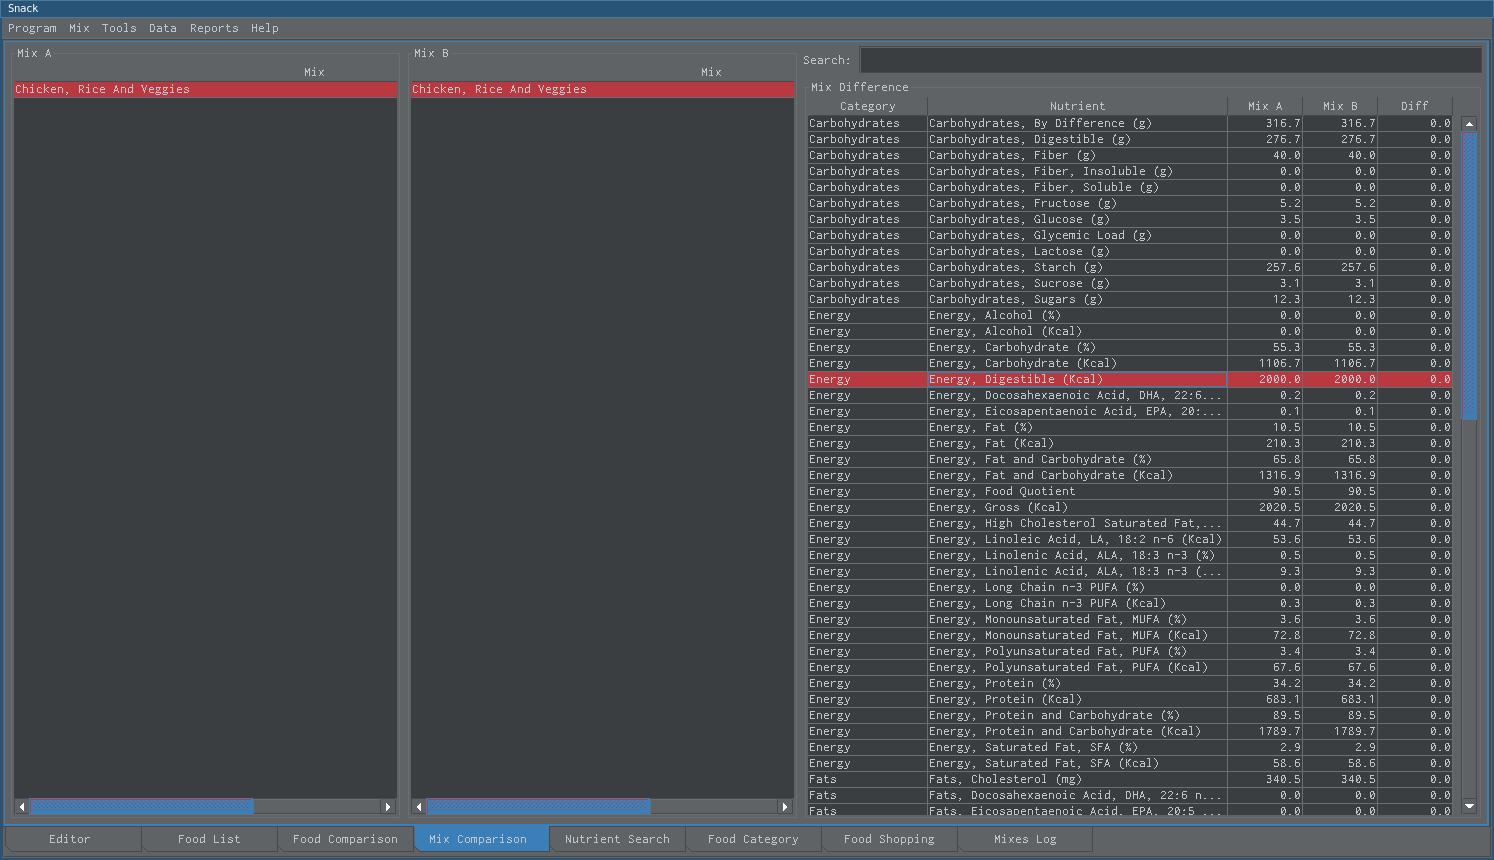 Snack
Program Mix Tools Data Reports Help
Mix A
Mix
Chicken, Rice And Veggies
Mix B
Mix
Chicken, Rice And Veggies
Search:
Mix Difference
Category Nutrient Mix A Mix B Diff
Carbohydrates Carbohydrates, By Difference (g) 316.7 316.7 0.0
Carbohydrates Carbohydrates, Digestible (g) 276.7 276.7 0.0
Carbohydrates Carbohydrates, Fiber (g) 40.0 40.0 0.0
Carbohydrates Carbohydrates, Fiber, Insoluble (g) 0.0 0.0 0.0
Carbohydrates Carbohydrates, Fiber, Soluble (g) 0.0 0.0 0.0
Carbohydrates Carbohydrates, Fructose (g) 5.2 5.2 0.0
Carbohydrates Carbohydrates, Glucose (g) 3.5 3.5 0.0
Carbohydrates Carbohydrates, Glycemic Load (g) 0.0 0.0 0.0
Carbohydrates Carbohydrates, Lactose (g) 0.0 0.0 0.0
Carbohydrates Carbohydrates, Starch (g) 257.6 257.6 0.0
Carbohydrates Carbohydrates, Sucrose (g) 3.1 3.1 0.0
Carbohydrates Carbohydrates, Sugars (g) 12.3 12.3 0.0
Energy Energy, Alcohol (%) 0.0 0.0 0.0
Energy Energy, Alcohol (Kcal) 0.0 0.0 0.0
Energy Energy, Carbohydrate (%) 55.3 55.3 0.0
Energy Energy, Carbohydrate (Kcal) 1106.7 1106.7 0.0
Energy Energy, Digestible (Kcal) 2000.0 2000.0 0.0
Energy Energy, Docosahexaenoic Acid, DHA, 22:6... 0.2 0.2 0.0
Energy Energy, Eicosapentaenoic Acid, EPA, 20:... 0.1 0.1 0.0
Energy Energy, Fat (%) 10.5 10.5 0.0
Energy Energy, Fat (Kcal) 210.3 210.3 0.0
Energy Energy, Fat and Carbohydrate (%) 65.8 65.8 0.0
Energy Energy, Fat and Carbohydrate (Kcal) 1316.9 1316.9 0.0
Energy Energy, Food Quotient 90.5 90.5 0.0
Energy Energy, Gross (Kcal) 2020.5 2020.5 0.0
Energy Energy, High Cholesterol Saturated Fat,... 44.7 44.7 0.0
Energy Energy, Linoleic Acid, LA, 18:2 n-6 (Kcal) 53.6 53.6 0.0
Energy Energy, Linolenic Acid, ALA, 18:3 n-3 (%) 0.5 0.5 0.0
Energy Energy, Linolenic Acid, ALA, 18:3 n-3 (... 9.3 9.3 0.0
Energy Energy, Long Chain n-3 PUFA (%) 0.0 0.0 0.0
Energy Energy, Long Chain n-3 PUFA (Kcal) 0.3 0.3 0.0
Energy Energy, Monounsaturated Fat, MUFA (%) 3.6 3.6 0.0
Energy Energy, Monounsaturated Fat, MUFA (Kcal) 72.8 72.8 0.0
Energy Energy, Polyunsaturated Fat, PUFA (%) 3.4 3.4 0.0
Energy Energy, Polyunsaturated Fat, PUFA (Kcal) 67.6 67.6 0.0
Energy Energy, Protein (%) 34.2 34.2 0.0
Energy Energy, Protein (Kcal) 683.1 683.1 0.0
Energy Energy, Protein and Carbohydrate (%) 89.5 89.5 0.0
Energy Energy, Protein and Carbohydrate (Kcal) 1789.7 1789.7 0.0
Energy Energy, Saturated Fat, SFA (%) 2.9 2.9 0.0
Energy Energy, Saturated Fat, SFA (Kcal) 58.6 58.6 0.0
Fats Fats, Cholesterol (mg) 340.5 340.5 0.0
Fats Fats, Docosahexaenoic Acid, DHA, 22:6 n... 0.0 0.0 0.0
Fats Fats, Eicosapentaenoic Acid, EPA, 20:5 ... 0.0 0.0 0.0
Editor Food List Food Comparison Mix Comparison Nutrient Search Food Category Food Shopping Mixes Log